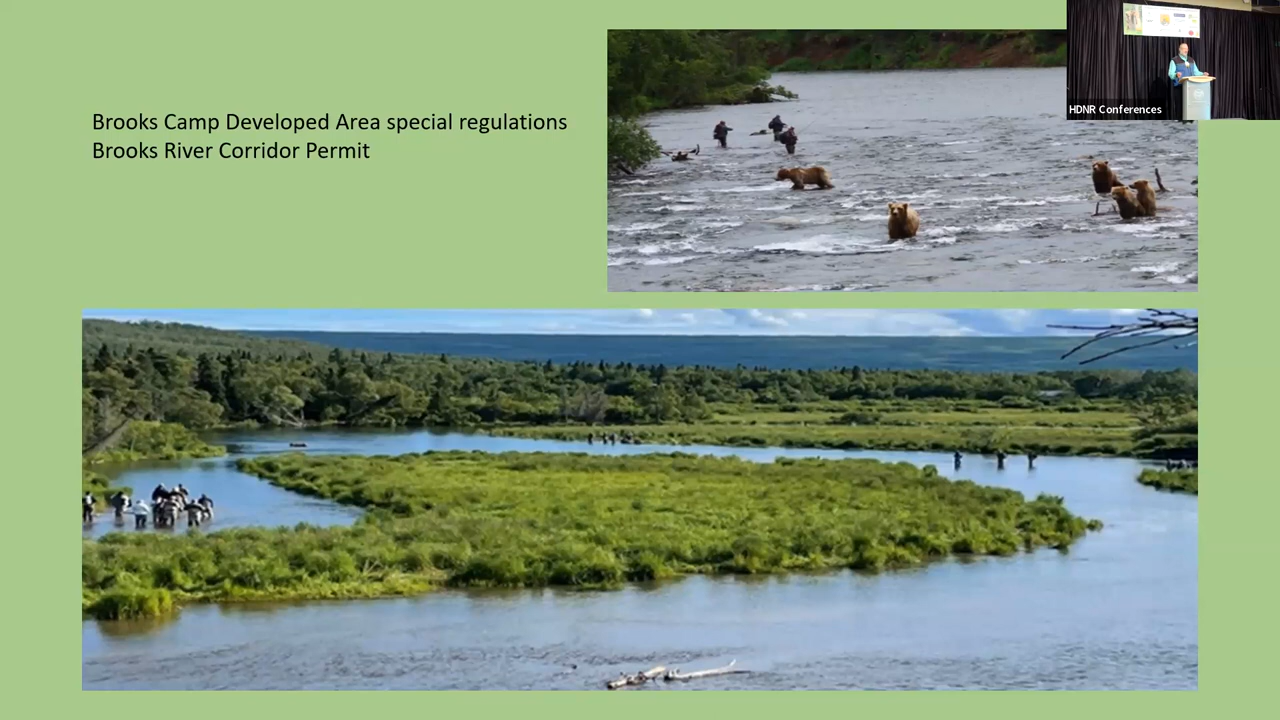 Brooks Camp Developed Area special regulations
Brooks River Corridor Permit
HDNR Conferences